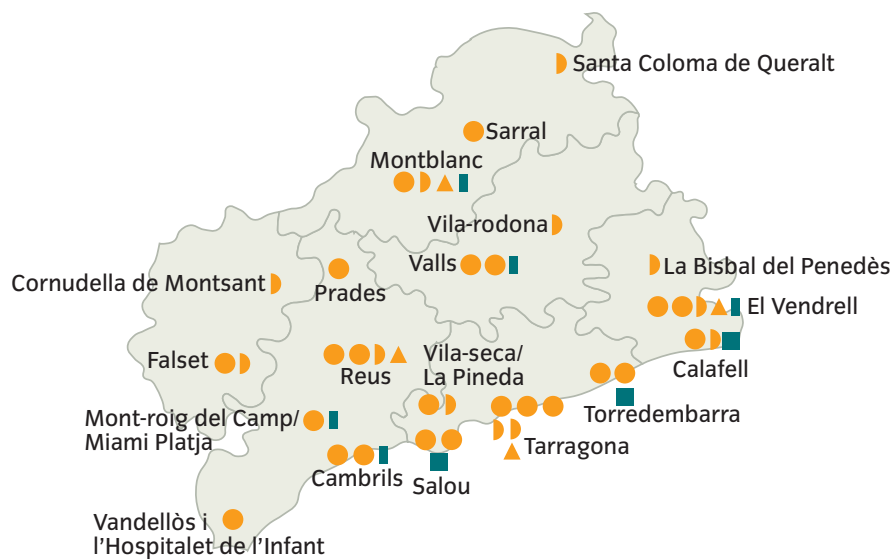 Santa Coloma de Queralt
Sarral
Montblanc
Vila-rodona
Valls
La Bisbal del Penedès
Cornudella de Montsant
Prades
El Vendrell
Calafell
Falset
Reus
Vila-seca/
La Pineda
Torredembarra
Mont-roig del Camp/
Miami Platja
Tarragona
Cambrils
Salou
Vandellòs i
l'Hospitalet de l'Infant